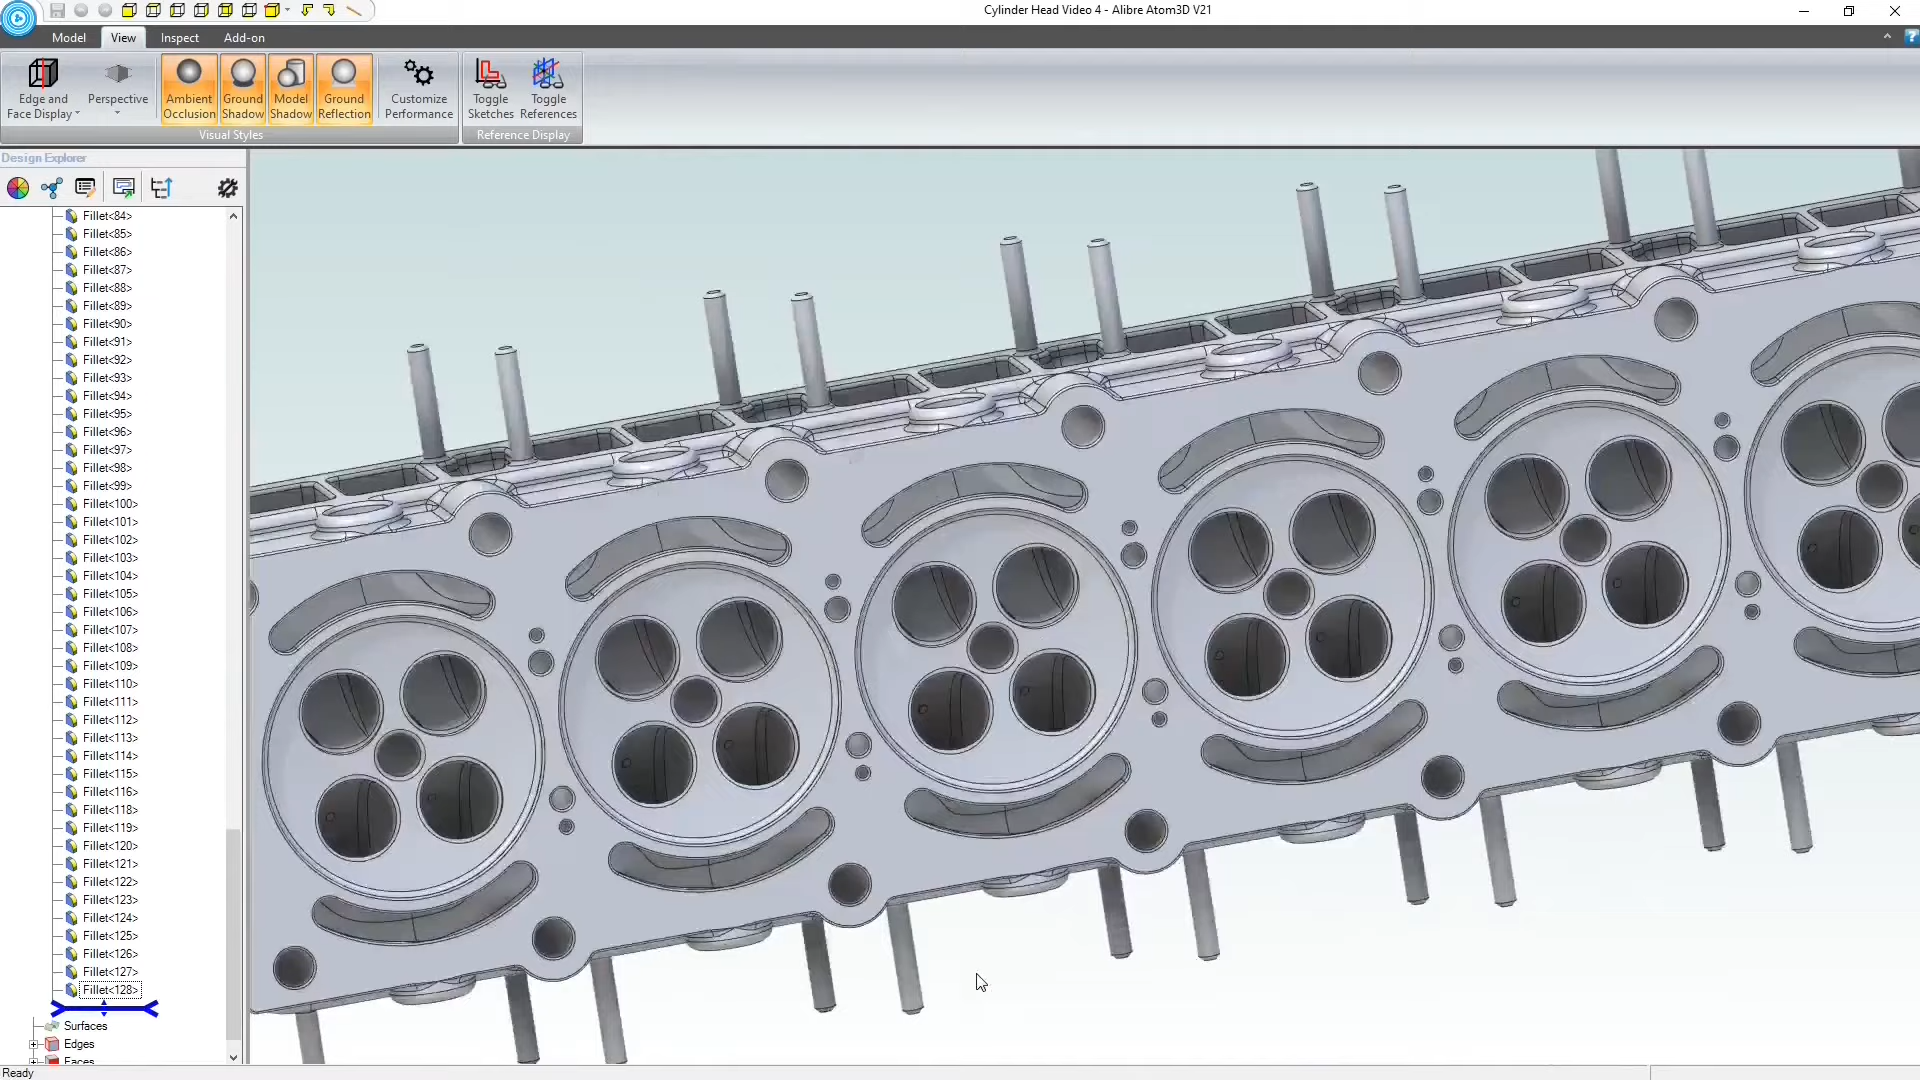 Cylinder Head Video 4 - Alibre Atom3D V21
Model
View
Inspect
Add-on
Edge and
Face Display
Perspective
Ambient
Occlusion
Ground
Shadow
Model
Shadow
Ground
Reflection
Customize
Performance
Toggle
Sketches
Toggle
References
Visual Styles
Reference Display
Design Explorer
Fillet<84>
Fillet<85>
Fillet<86>
Fillet<87>
Fillet<88>
Fillet<89>
Fillet<90>
Fillet<91>
Fillet<92>
Fillet<93>
Fillet<94>
Fillet<95>
Fillet<96>
Fillet<97>
Fillet<98>
Fillet<99>
Fillet<100>
Fillet<101>
Fillet<102>
Fillet<103>
Fillet<104>
Fillet<105>
Fillet<106>
Fillet<107>
Fillet<108>
Fillet<109>
Fillet<110>
Fillet<111>
Fillet<112>
Fillet<113>
Fillet<114>
Fillet<115>
Fillet<116>
Fillet<118>
Fillet<119>
Fillet<120>
Fillet<121>
Fillet<122>
Fillet<123>
Fillet<124>
Fillet<125>
Fillet<126>
Fillet<127>
Fillet<128>
Surfaces
Edges
Faces
Ready